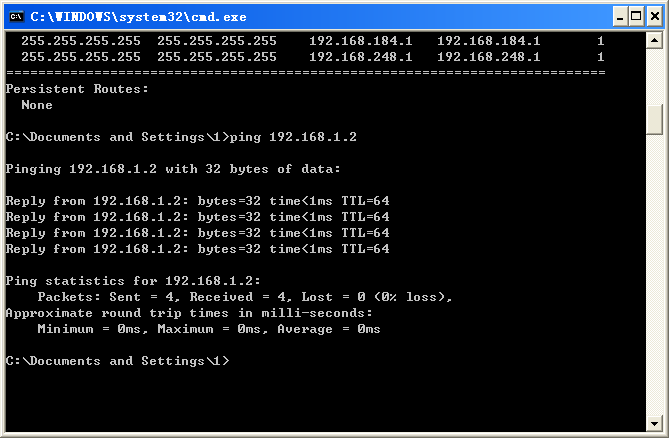 C:\WINDOWS\system32\cmd.exe
255.255.255.255  255.255.255.255    192.168.184.1   192.168.184.1       1
255.255.255.255  255.255.255.255    192.168.248.1   192.168.248.1       1
===========================================================================
Persistent Routes:
  None
C:\Documents and Settings\1>ping 192.168.1.2
Pinging 192.168.1.2 with 32 bytes of data:
Reply from 192.168.1.2: bytes=32 time<1ms TTL=64
Reply from 192.168.1.2: bytes=32 time<1ms TTL=64
Reply from 192.168.1.2: bytes=32 time<1ms TTL=64
Reply from 192.168.1.2: bytes=32 time<1ms TTL=64
Ping statistics for 192.168.1.2:
    Packets: Sent = 4, Received = 4, Lost = 0 (0% loss),
Approximate round trip times in milli-seconds:
    Minimum = 0ms, Maximum = 0ms, Average = 0ms
C:\Documents and Settings\1>